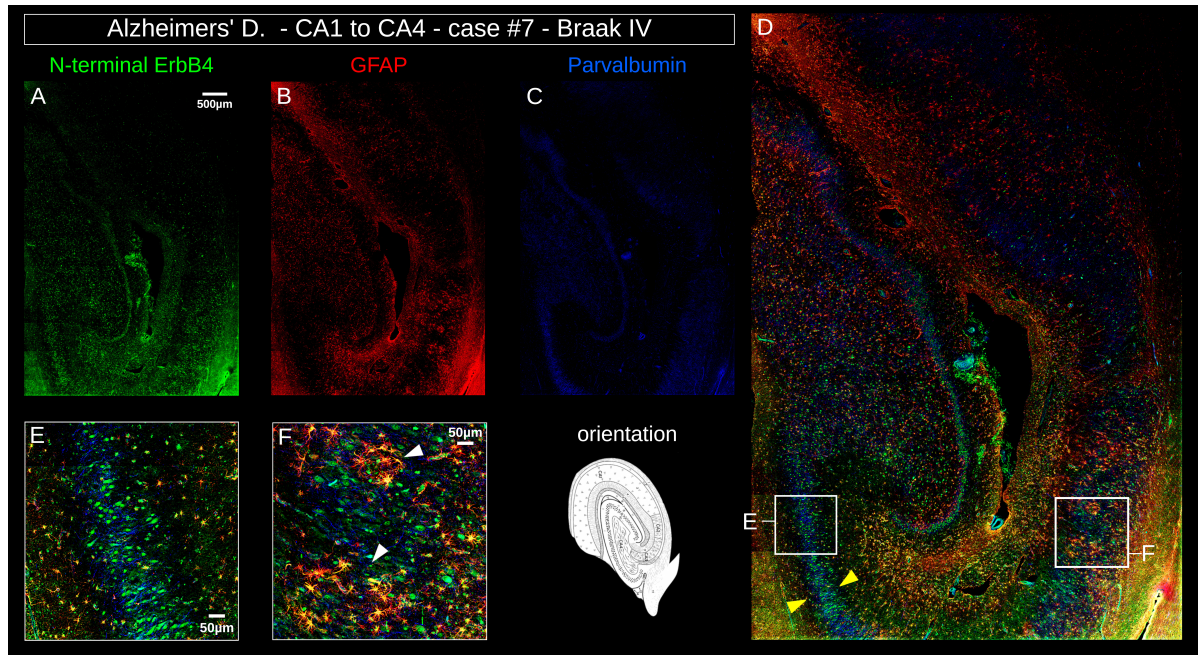 Alzheimers' D. - CA1 to CA4 - case #7 - Braak IV
N-terminal ErbB4
GFAP
Parvalbumin
A
500µm
B
C
D
E
50µm
F
50µm
orientation
E
F